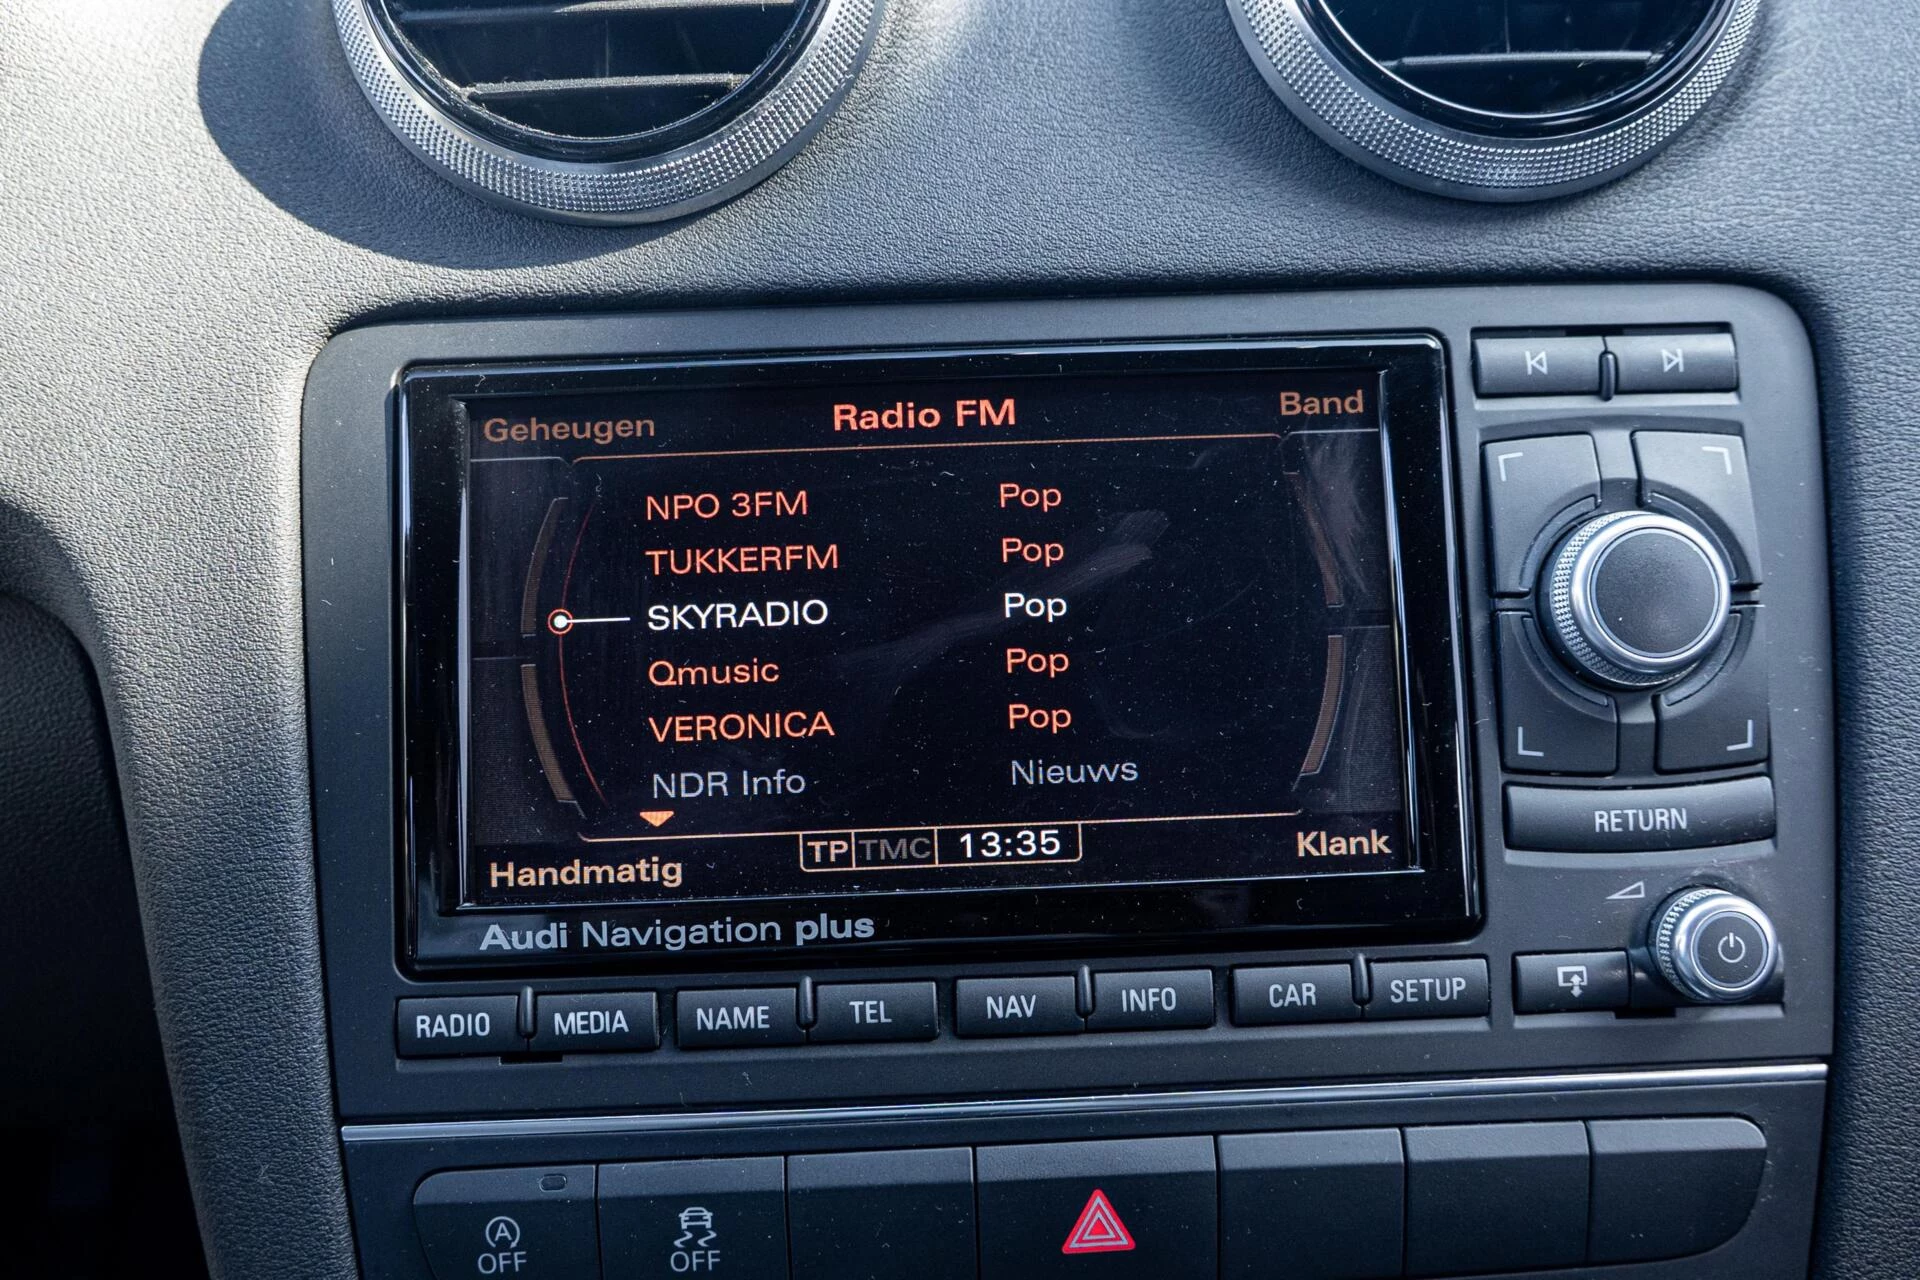 Geheugen Radio FM Band
NPO 3FM Pop
TUKKERFM Pop
SKYRADIO Pop
Qmusic Pop
VERONICA Pop
NDR Info Nieuws
Handmatig TP TMC 13:35 Klank
Audi Navigation plus
RETURN
RADIO MEDIA NAME TEL NAV INFO CAR SETUP
A
OFF OFF